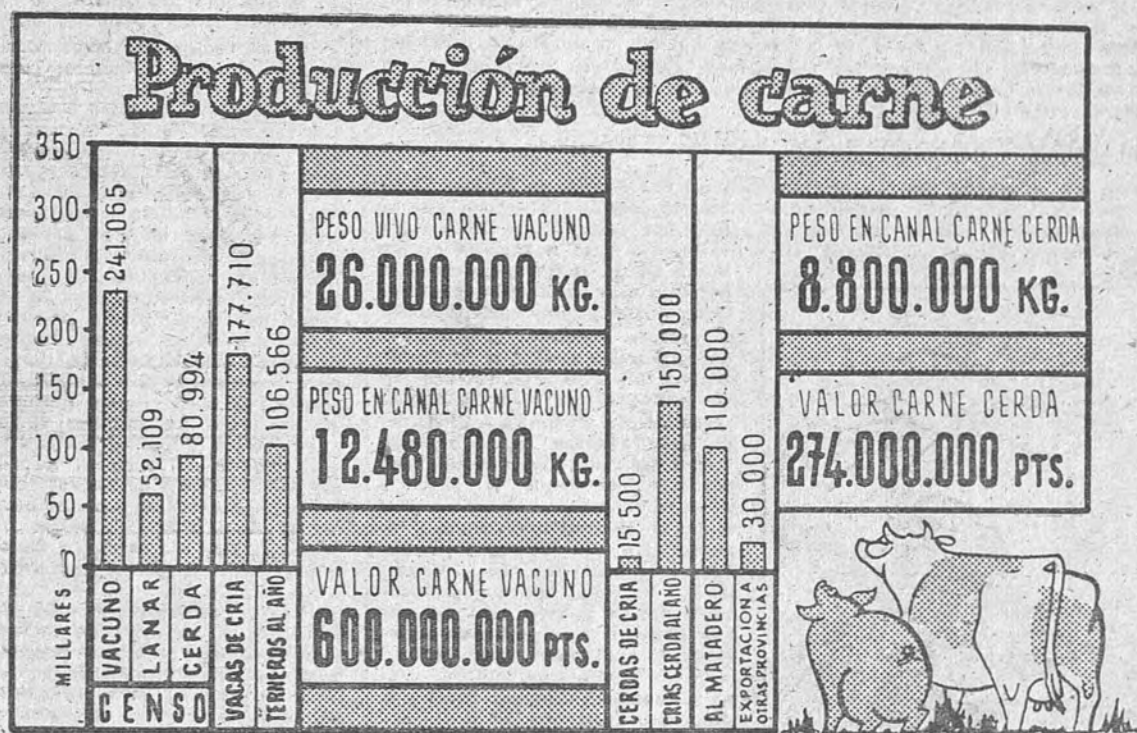 Producción de carne
350
300
250
200
150
100
50
0
MILLARES
241.065
52.109
80.994
177.710
106.566
VACUNO
LANAR
CERDA
CENSO
VACAS DE CRIA
TERNEROS AL AÑO
PESO VIVO CARNE VACUNO
26.000.000 KG.
PESO EN CANAL CARNE VACUNO
12.480.000 KG.
VALOR CARNE VACUNO
600.000.000 PTS.
15.500
150.000
110.000
30.000
CERDAS DE CRIA
CRIAS CERDA AL AÑO
AL MATADERO
EXPORTACION A
OTRAS PROVINCIAS
PESO EN CANAL CARNE CERDA
8.800.000 KG.
VALOR CARNE CERDA
274.000.000 PTS.